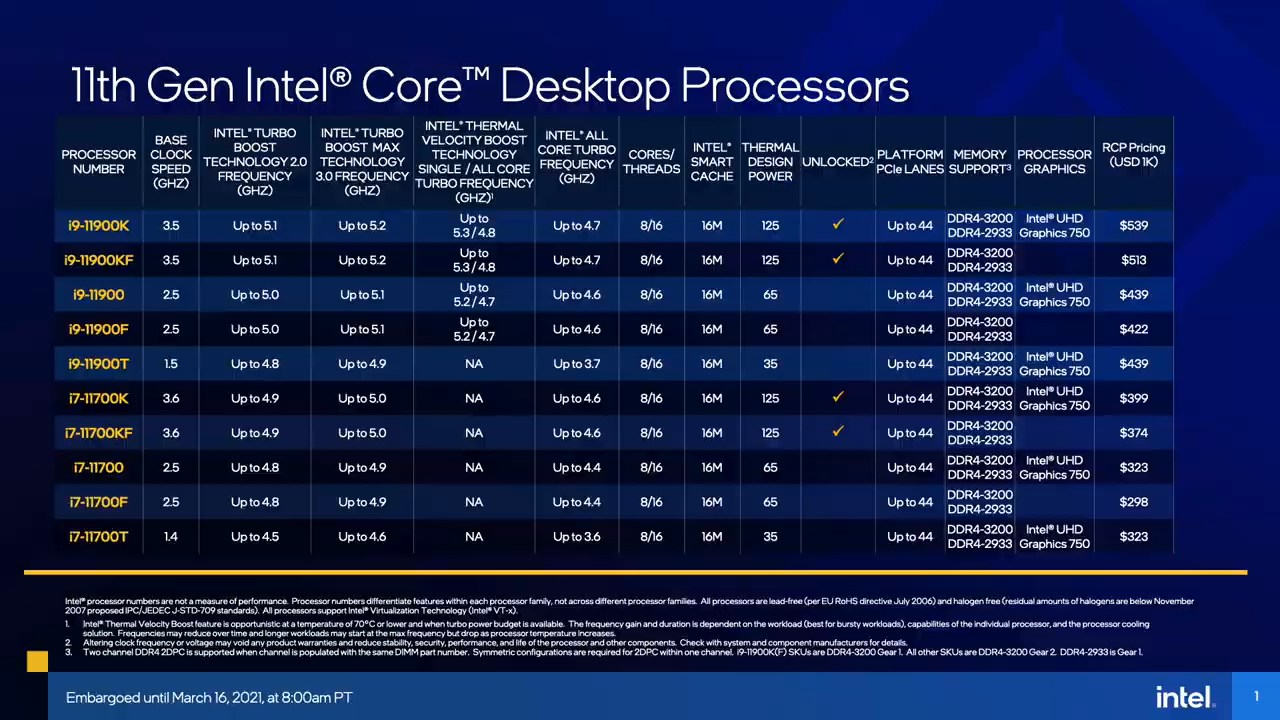 11th Gen Intel® Core™ Desktop Processors
PROCESSOR NUMBER | BASE CLOCK SPEED (GHZ) | INTEL® TURBO BOOST TECHNOLOGY 2.0 FREQUENCY (GHZ) | INTEL® TURBO BOOST MAX TECHNOLOGY 3.0 FREQUENCY (GHZ) | INTEL® THERMAL VELOCITY BOOST TECHNOLOGY SINGLE / ALL CORE TURBO FREQUENCY (GHZ)¹ | INTEL® ALL CORE TURBO FREQUENCY (GHZ) | CORES/ THREADS | INTEL® SMART CACHE | THERMAL DESIGN POWER | UNLOCKED² | PLATFORM PCIe LANES | MEMORY SUPPORT³ | PROCESSOR GRAPHICS | RCP Pricing (USD 1K)
i9-11900K 3.5 Up to 5.1 Up to 5.2 Up to 5.3 / 4.8 Up to 4.7 8/16 16M 125 ✓ Up to 44 DDR4-3200 DDR4-2933 Intel® UHD Graphics 750 $539
i9-11900KF 3.5 Up to 5.1 Up to 5.2 Up to 5.3 / 4.8 Up to 4.7 8/16 16M 125 ✓ Up to 44 DDR4-3200 DDR4-2933 $513
i9-11900 2.5 Up to 5.0 Up to 5.1 Up to 5.2 / 4.7 Up to 4.6 8/16 16M 65 Up to 44 DDR4-3200 DDR4-2933 Intel® UHD Graphics 750 $439
i9-11900F 2.5 Up to 5.0 Up to 5.1 Up to 5.2 / 4.7 Up to 4.6 8/16 16M 65 Up to 44 DDR4-3200 DDR4-2933 $422
i9-11900T 1.5 Up to 4.8 Up to 4.9 NA Up to 3.7 8/16 16M 35 Up to 44 DDR4-3200 DDR4-2933 Intel® UHD Graphics 750 $439
i7-11700K 3.6 Up to 4.9 Up to 5.0 NA Up to 4.6 8/16 16M 125 ✓ Up to 44 DDR4-3200 DDR4-2933 Intel® UHD Graphics 750 $399
i7-11700KF 3.6 Up to 4.9 Up to 5.0 NA Up to 4.6 8/16 16M 125 ✓ Up to 44 DDR4-3200 DDR4-2933 $374
i7-11700 2.5 Up to 4.8 Up to 4.9 NA Up to 4.4 8/16 16M 65 Up to 44 DDR4-3200 DDR4-2933 Intel® UHD Graphics 750 $323
i7-11700F 2.5 Up to 4.8 Up to 4.9 NA Up to 4.4 8/16 16M 65 Up to 44 DDR4-3200 DDR4-2933 $298
i7-11700T 1.4 Up to 4.5 Up to 4.6 NA Up to 3.6 8/16 16M 35 Up to 44 DDR4-3200 DDR4-2933 Intel® UHD Graphics 750 $323
Intel® processor numbers are not a measure of performance. Processor numbers differentiate features within each processor family, not across different processor families. All processors are lead-free (per EU RoHS directive July 2006) and halogen free (residual amounts of halogens are below November
2007 proposed IPC/JEDEC J-STD-709 standards). All processors support Intel® Virtualization Technology (Intel® VT-x).
1. Intel® Thermal Velocity Boost feature is opportunistic at a temperature of 70°C or lower and when turbo power budget is available. The frequency gain and duration is dependent on the workload (best for bursty workloads), capabilities of the individual processor, and the processor cooling
solution. Frequencies may reduce over time and longer workloads may start at the max frequency but drop as processor temperature increases.
2. Altering clock frequency or voltage may void any product warranties and reduce stability, security, performance, and life of the processor and other components. Check with system and component manufacturers for details.
3. Two channel DDR4 2DPC is supported when channel is populated with the same DIMM part number. Symmetric configurations are required for 2DPC within one channel. i9-11900K(F) SKUs are DDR4-3200 Gear 1. All other SKUs are DDR4-3200 Gear 2. DDR4-2933 is Gear 1.
Embargoed until March 16, 2021, at 8:00am PT
intel.
1